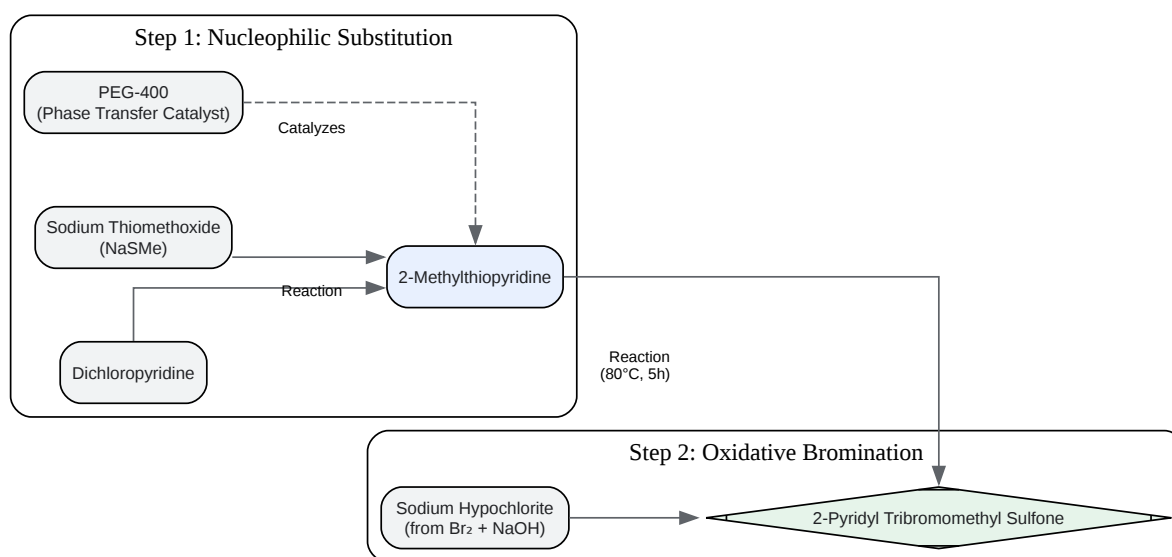 Step 1: Nucleophilic Substitution
PEG-400
(Phase Transfer Catalyst)
Catalyzes
Sodium Thiomethoxide
(NaSMe)
2-Methylthiopyridine
Reaction
Dichloropyridine
Reaction
(80°C, 5h)
Step 2: Oxidative Bromination
Sodium Hypochlorite
(from Br₂ + NaOH)
2-Pyridyl Tribromomethyl Sulfone